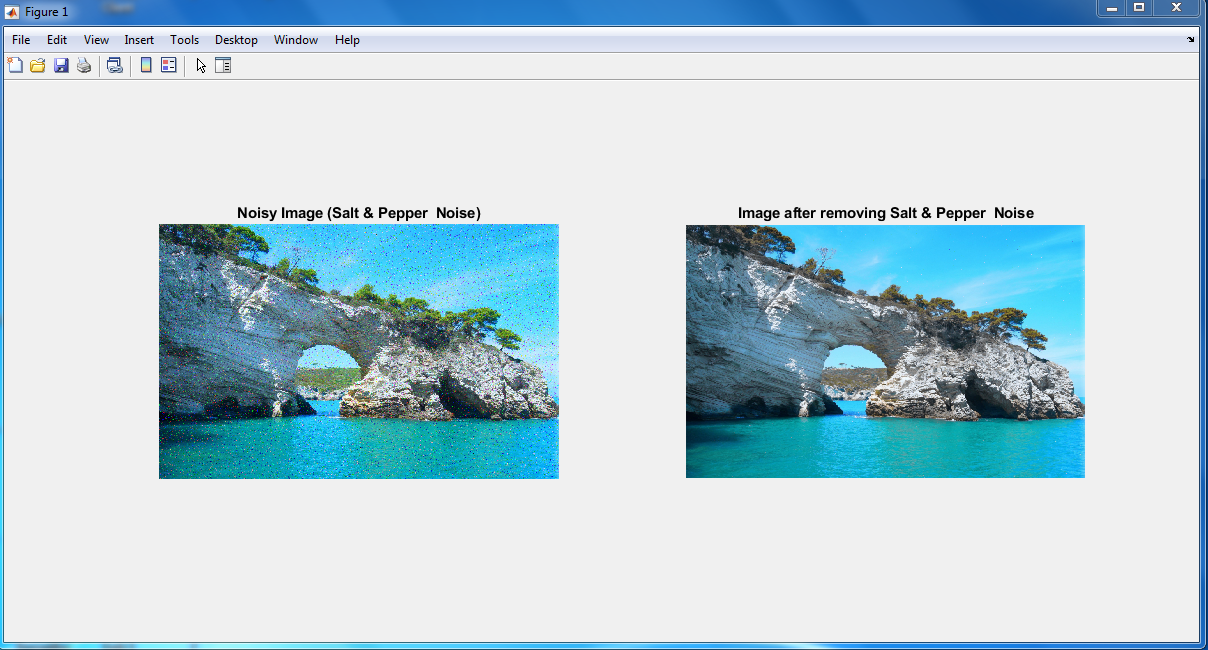 Figure 1
File Edit View Insert Tools Desktop Window Help
Noisy Image (Salt & Pepper  Noise)
Image after removing Salt & Pepper  Noise